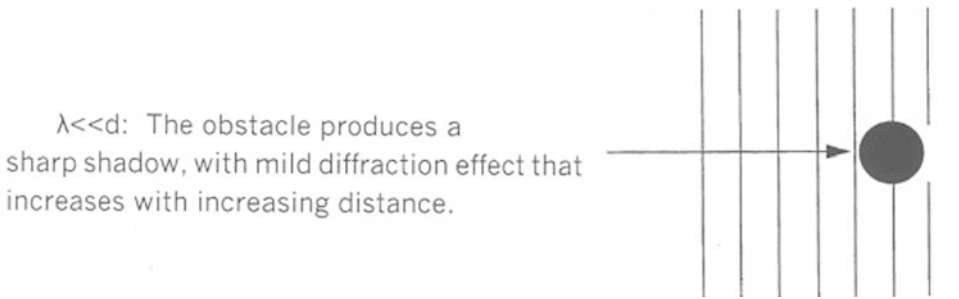 λ<<d: The obstacle produces a
sharp shadow, with mild diffraction effect that
increases with increasing distance.